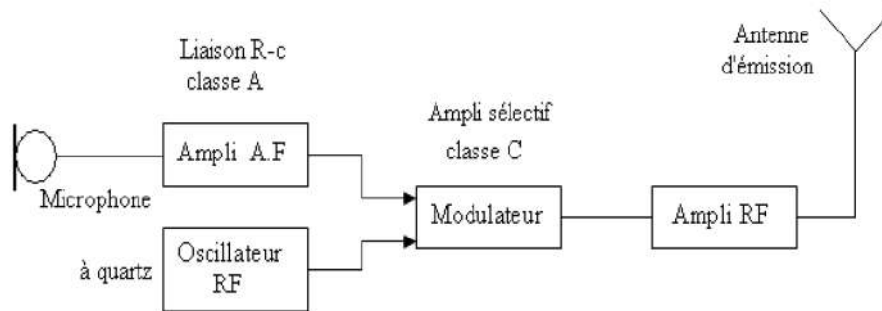 Liaison R-c
classe A
Antenne
d'émission
Ampli sélectif
classe C
Ampli A.F
Microphone
Modulateur
Ampli RF
à quartz
Oscillateur
RF